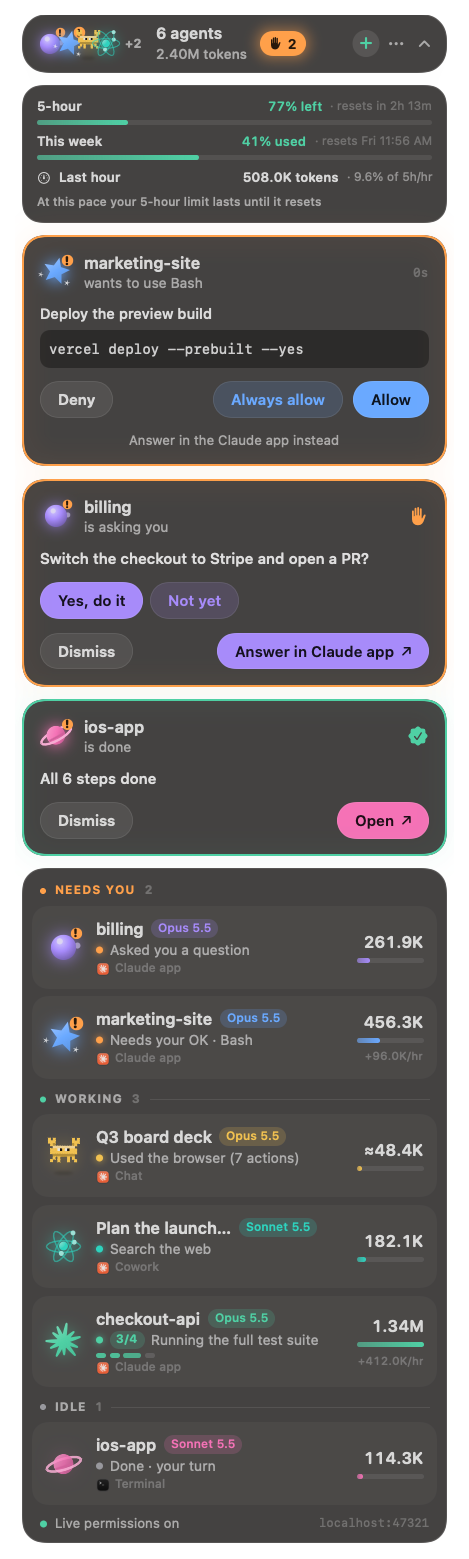 +2
6 agents
2.40M tokens
2
5-hour
77% left · resets in 2h 13m
This week
41% used · resets Fri 11:56 AM
Last hour
508.0K tokens · 9.6% of 5h/hr
At this pace your 5-hour limit lasts until it resets
marketing-site
wants to use Bash
0s
Deploy the preview build
vercel deploy --prebuilt --yes
Deny
Always allow
Allow
Answer in the Claude app instead
billing
is asking you
Switch the checkout to Stripe and open a PR?
Yes, do it
Not yet
Dismiss
Answer in Claude app ↗
ios-app
is done
All 6 steps done
Dismiss
Open ↗
NEEDS YOU 2
billing Opus 5.5
Asked you a question
Claude app
261.9K
marketing-site Opus 5.5
Needs your OK · Bash
Claude app
456.3K
+96.0K/hr
WORKING 3
Q3 board deck Opus 5.5
Used the browser (7 actions)
Chat
≈48.4K
Plan the launch... Sonnet 5.5
Search the web
Cowork
182.1K
checkout-api Opus 5.5
3/4 Running the full test suite
Claude app
1.34M
+412.0K/hr
IDLE 1
ios-app Sonnet 5.5
Done · your turn
Terminal
114.3K
Live permissions on
localhost:47321